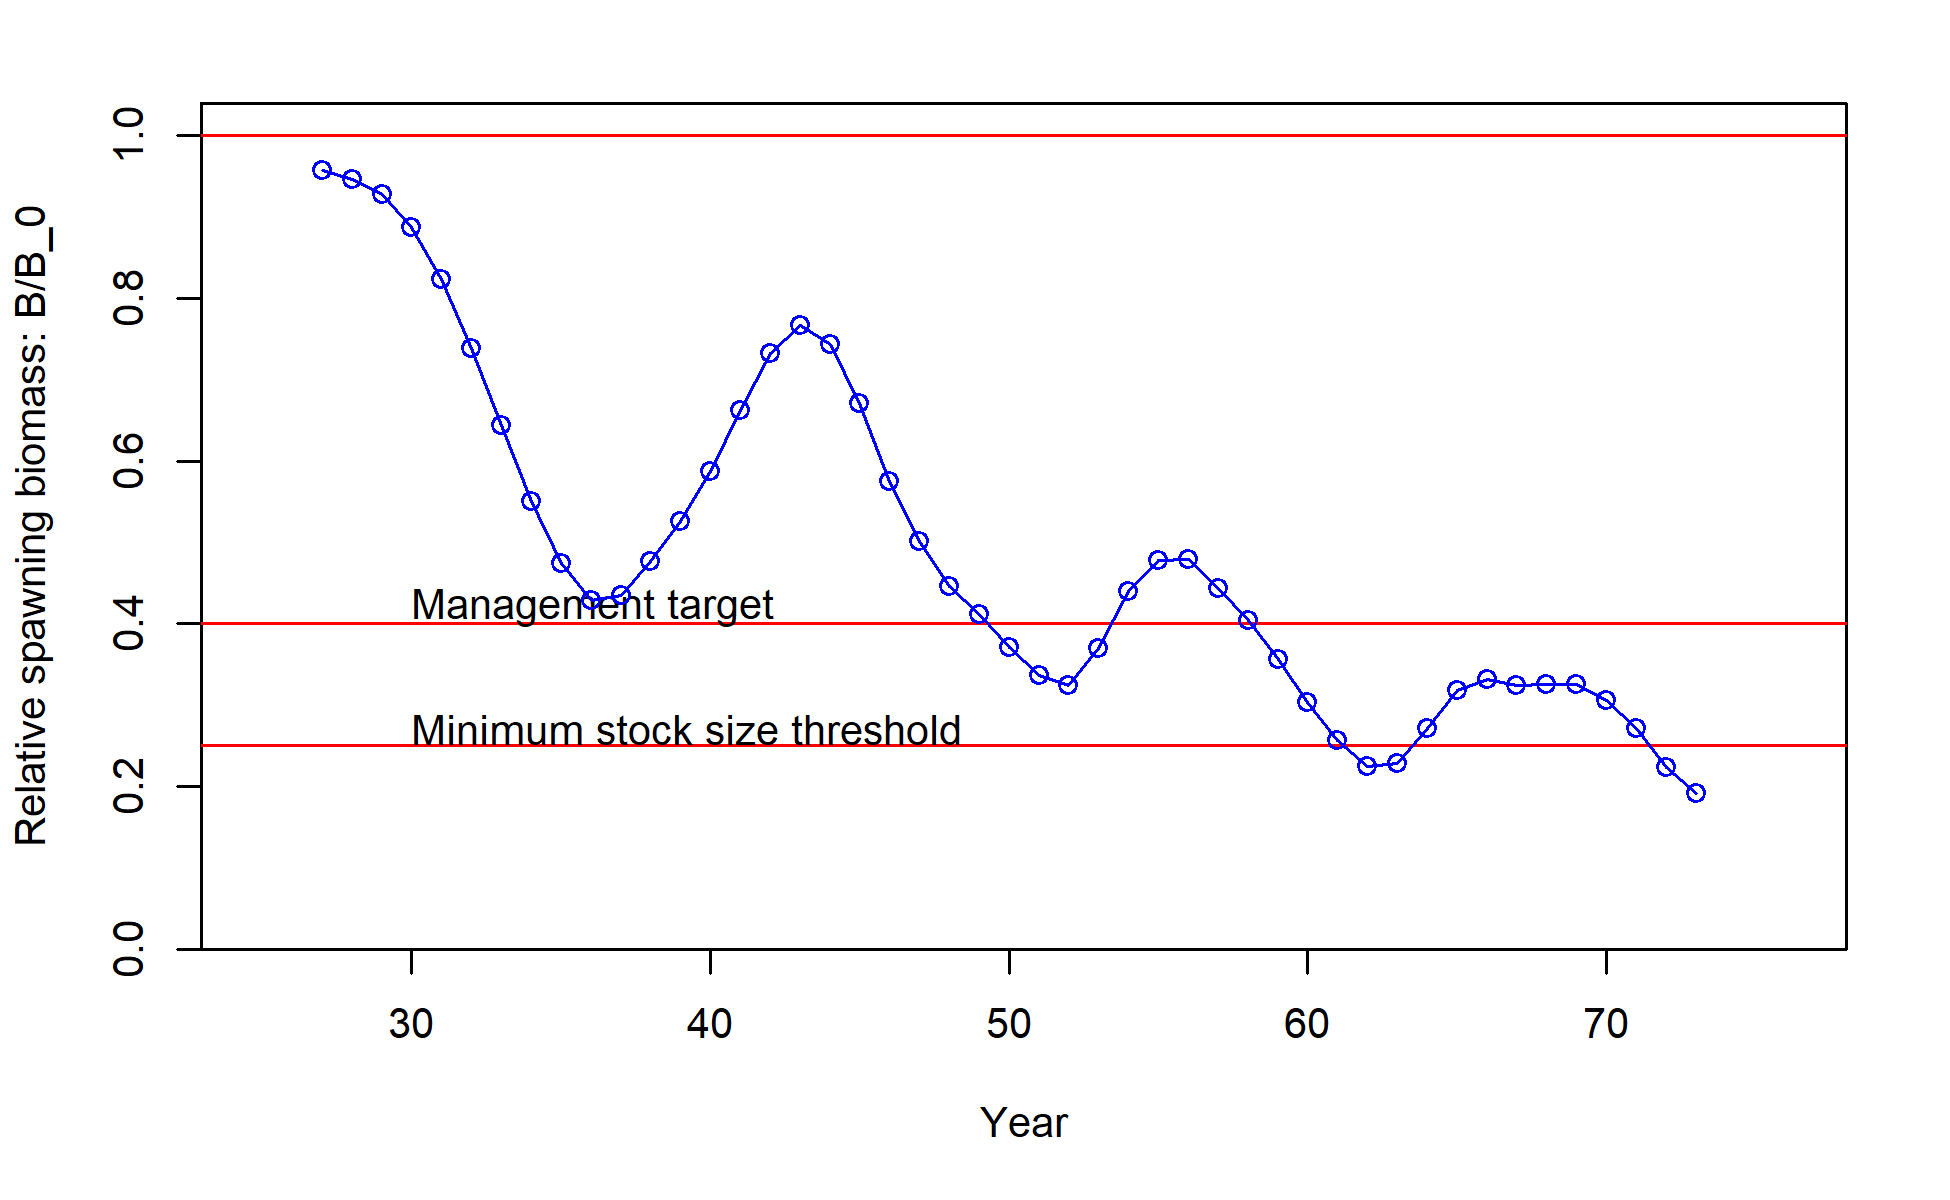 Relative spawning biomass: B/B_0
1.0
0.8
0.6
0.4
0.2
0.0
Management target
Minimum stock size threshold
30 40 50 60 70
Year